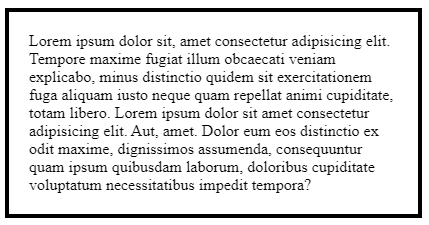 Lorem ipsum dolor sit, amet consectetur adipisicing elit.
Tempore maxime fugiat illum obcaecati veniam
explicabo, minus distinctio quidem sit exercitationem
fuga aliquam iusto neque quam repellat animi cupiditate,
totam libero. Lorem ipsum dolor sit amet consectetur
adipisicing elit. Aut, amet. Dolor eum eos distinctio ex
odit maxime, dignissimos assumenda, consequuntur
quam ipsum quibusdam laborum, doloribus cupiditate
voluptatum necessitatibus impedit tempora?